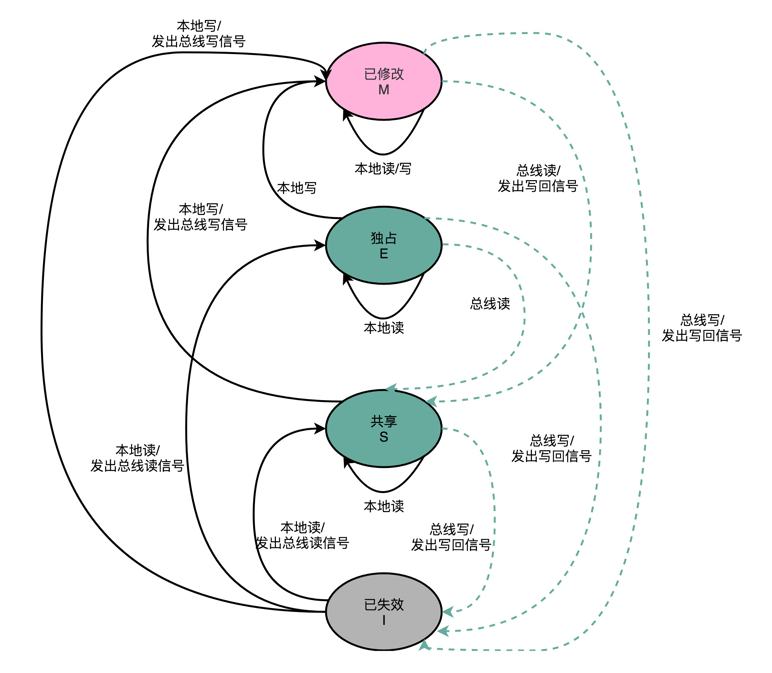 本地写/
发出总线写信号
已修改
M
本地读/写
总线读/
发出写回信号
本地写
本地写/
发出总线写信号
独占
E
总线读
本地读
总线写/
发出写回信号
共享
S
本地读/
发出总线读信号
总线写/
发出写回信号
本地读
本地读/
发出总线读信号
总线写/
发出写回信号
已失效
I